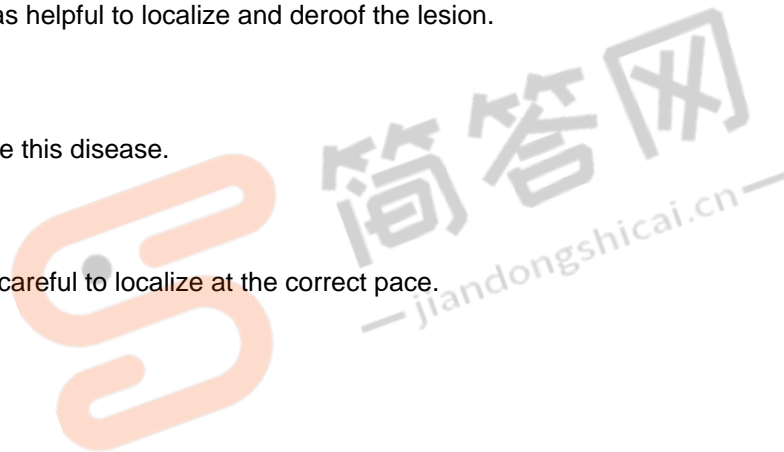 as helpful to localize and deroof the lesion.
e this disease.
careful to localize at the correct pace.
简答网
jiandongshicai.cn